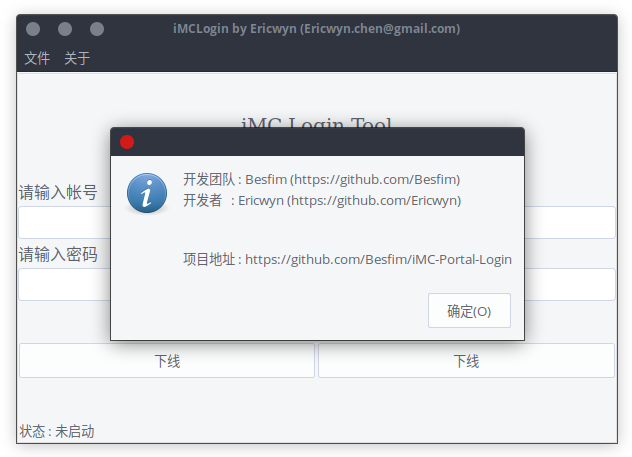 iMCLogin by Ericwyn (Ericwyn.chen@gmail.com)
文件 关于
iMC Login Tool
开发团队 : Besfim (https://github.com/Besfim)
开发者 : Ericwyn (https://github.com/Ericwyn)
请输入帐号
请输入密码
项目地址 : https://github.com/Besfim/iMC-Portal-Login
确定(O)
下线 下线
状态 : 未启动